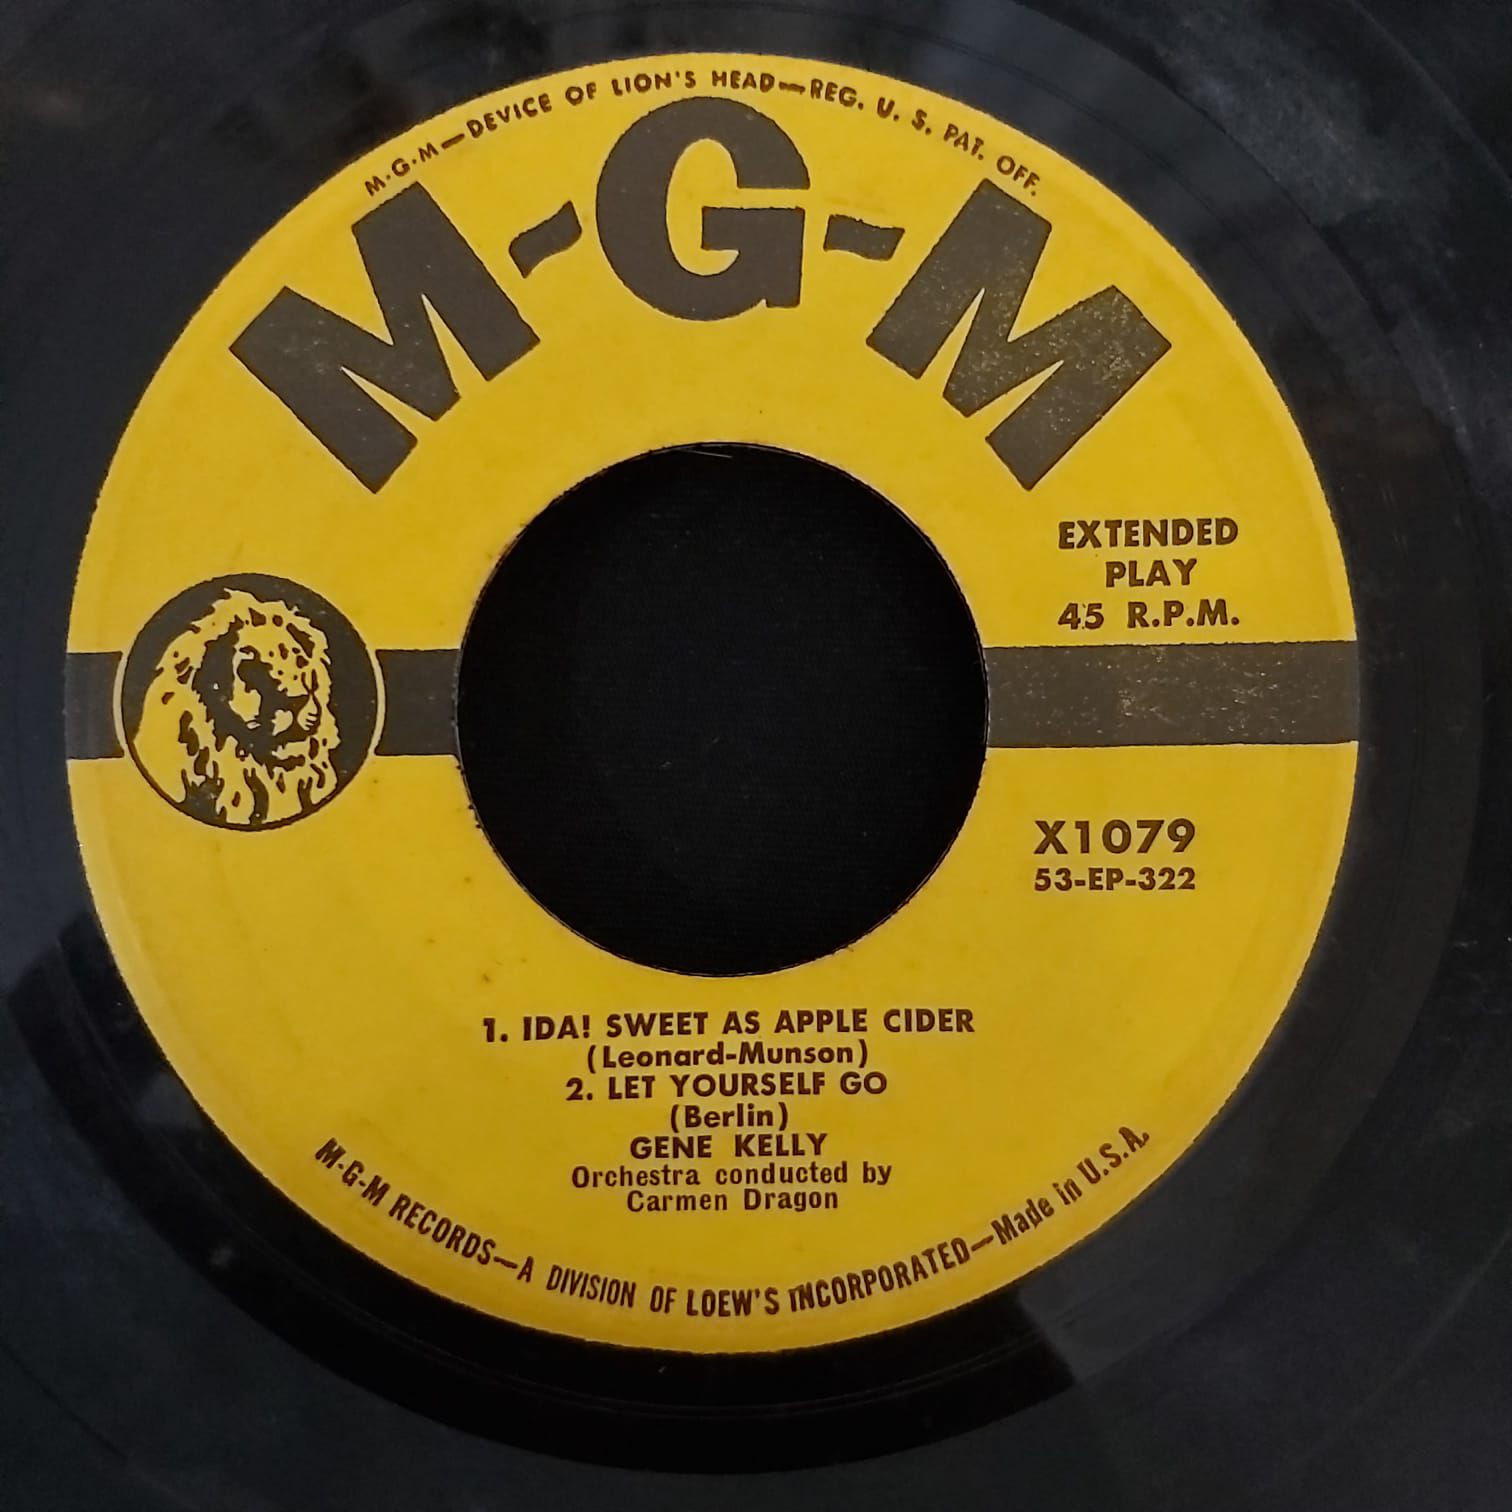 M-G-M—DEVICE OF LION'S HEAD—REG. U. S. PAT. OFF.
M-G-M
EXTENDED
PLAY
45 R.P.M.
X1079
53-EP-322
1. IDA! SWEET AS APPLE CIDER
(Leonard-Munson)
2. LET YOURSELF GO
(Berlin)
GENE KELLY
Orchestra conducted by
Carmen Dragon
M-G-M RECORDS—A DIVISION OF LOEW'S INCORPORATED—Made in U.S.A.